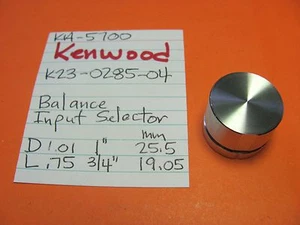 KA-5700
Kenwood
K23-0285-04
Balance
Input Selector
mm
D 1.01 1" 25.5
L .75 3/4" 19.05